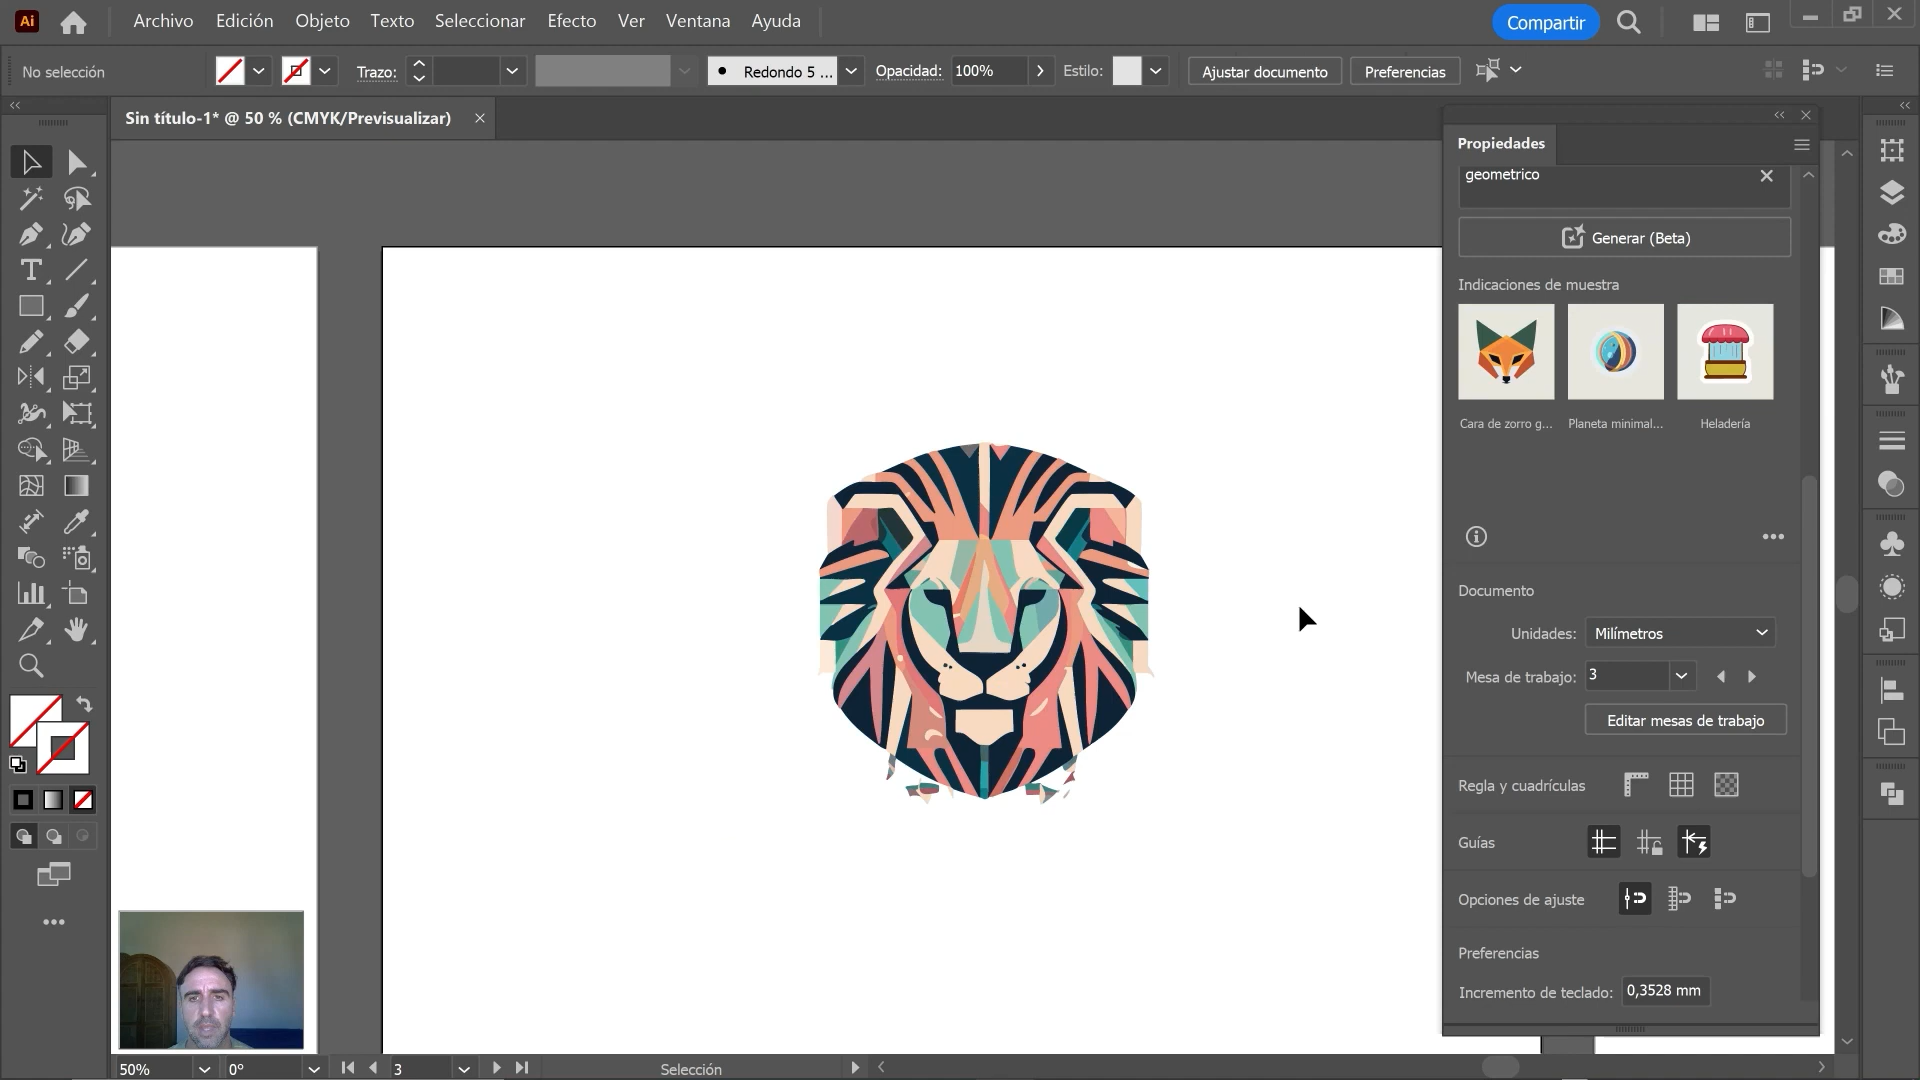 Ai
Archivo
Edición
Objeto
Texto
Seleccionar
Efecto
Ver
Ventana
Ayuda
Compartir
No selección
Trazo:
Redondo 5 ...
Opacidad:
100%
Estilo:
Ajustar documento
Preferencias
Sin título-1* @ 50 % (CMYK/Previsualizar)
Propiedades
geometrico
Generar (Beta)
Indicaciones de muestra
Cara de zorro g...
Planeta minimal...
Heladería
Documento
Unidades:
Milímetros
Mesa de trabajo:
3
Editar mesas de trabajo
Regla y cuadrículas
Guías
Opciones de ajuste
Preferencias
Incremento de teclado:
0,3528 mm
50%
0°
3
Selección